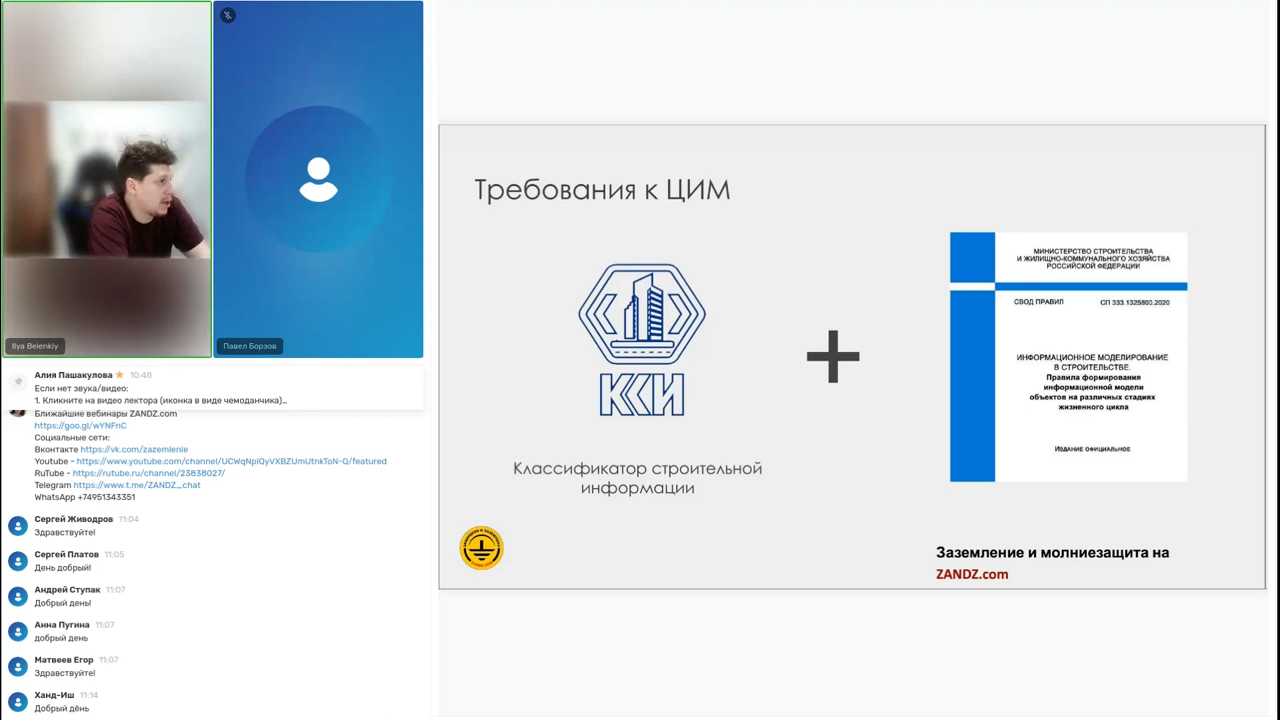 Ilya Belenkiy
Павел Борзов
Алия Пашакулова 10:48
Если нет звука/видео:
1. Кликните на видео лектора (иконка в виде чемоданчика)...
Ближайшие вебинары ZANDZ.com
https://goo.gl/wYNFnC
Социальные сети:
Вконтакте https://vk.com/zazemlenie
Youtube - https://www.youtube.com/channel/UCWqNpIQyVXBZUmUtnkToN-Q/featured
RuTube - https://rutube.ru/channel/23838027/
Telegram https://www.t.me/ZANDZ_chat
WhatsApp +74951343351
Сергей Живодров 11:04
Здравствуйте!
Сергей Платов 11:05
День добрый!
Андрей Ступак 11:07
Добрый день!
Анна Пугина 11:07
добрый день
Матвеев Егор 11:07
Здравствуйте!
Ханд-Иш 11:14
Добрый дёнь
Требования к ЦИМ
КСИ
Классификатор строительной
информации
+
МИНИСТЕРСТВО СТРОИТЕЛЬСТВА
И ЖИЛИЩНО-КОММУНАЛЬНОГО ХОЗЯЙСТВА
РОССИЙСКОЙ ФЕДЕРАЦИИ
СВОД ПРАВИЛ СП 333.1325800.2020
ИНФОРМАЦИОННОЕ МОДЕЛИРОВАНИЕ
В СТРОИТЕЛЬСТВЕ.
Правила формирования
информационной модели
объектов на различных стадиях
жизненного цикла
ИЗДАНИЕ ОФИЦИАЛЬНОЕ
Заземление и молниезащита на
ZANDZ.com